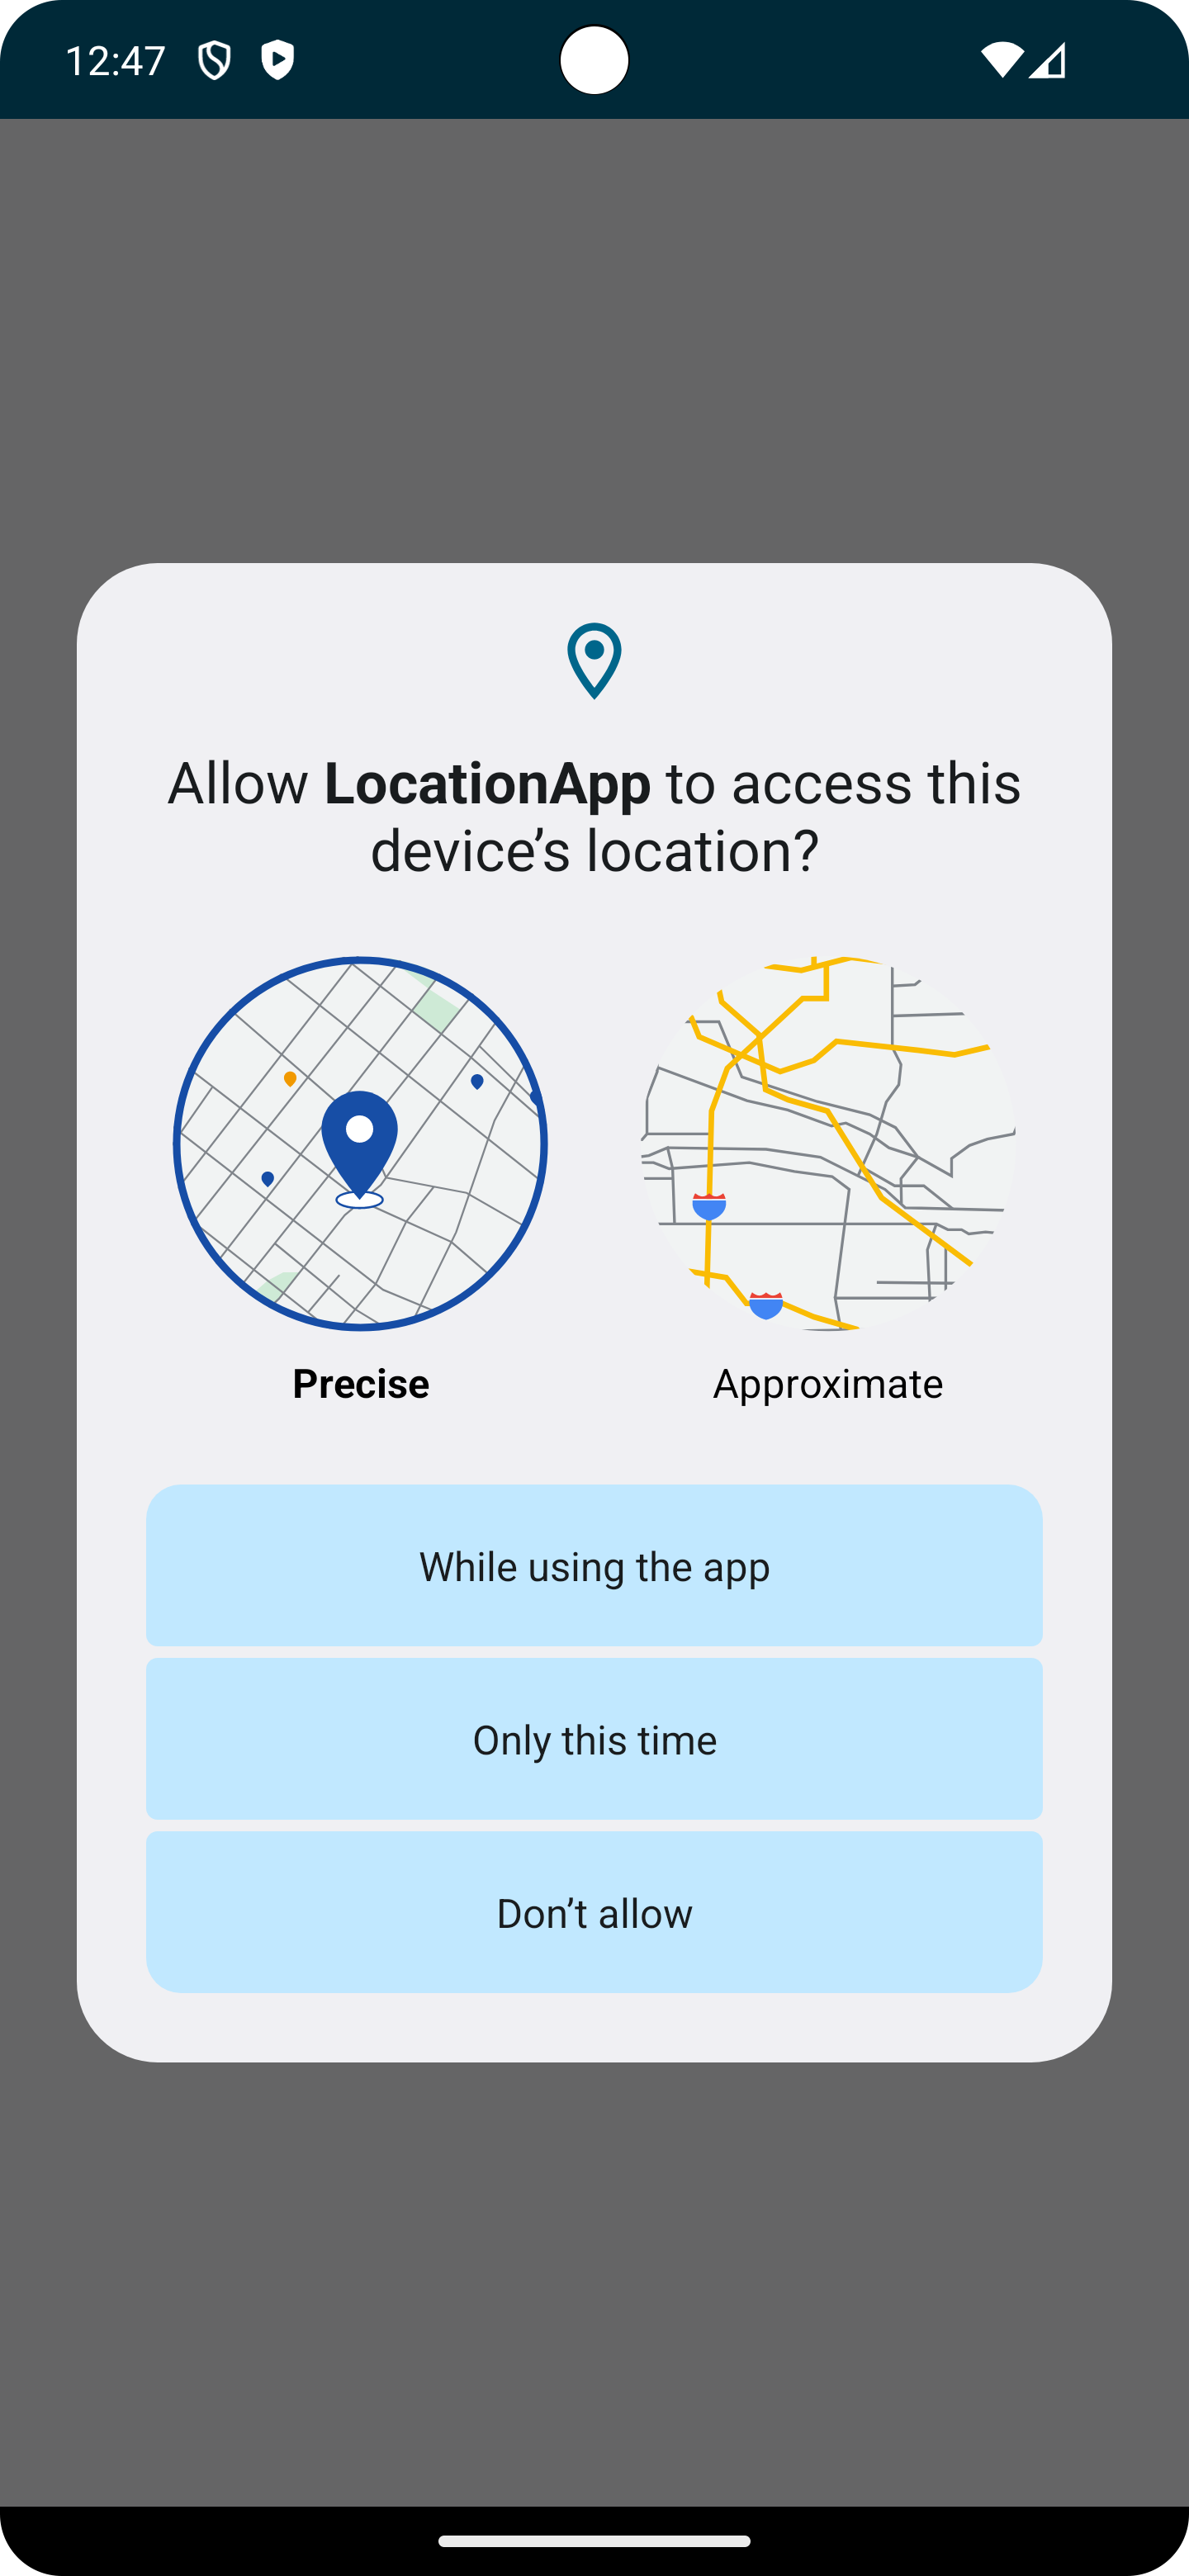 12:47
Allow LocationApp to access this
device’s location?
Precise
Approximate
While using the app
Only this time
Don’t allow